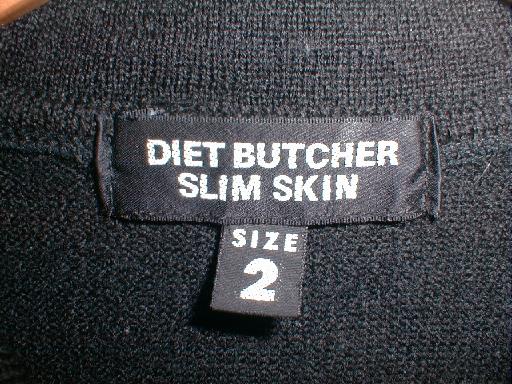 DIET BUTCHER
SLIM SKIN
SIZE
2